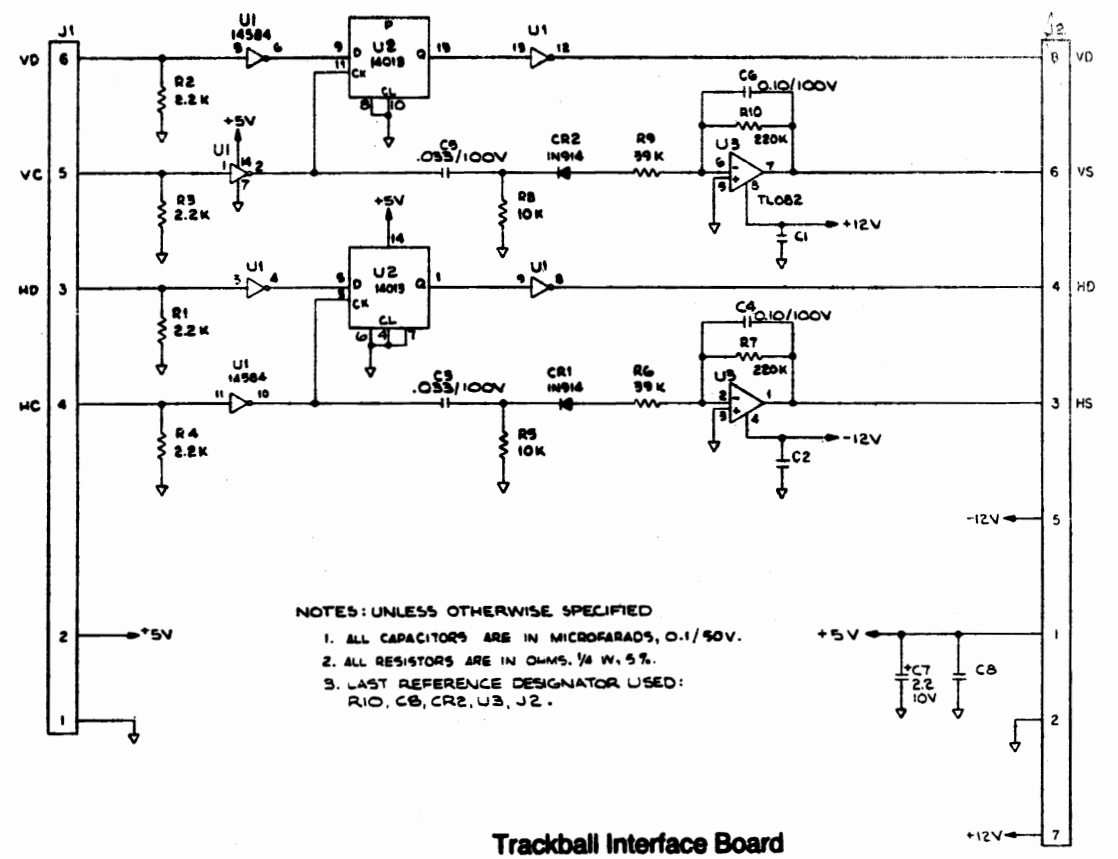 J1
J2
VD 6
U1
14584
5 6
R2
2.2K
P
9 D
U2
14013
Q 13
11 CK
CL
8 10
U1
13 12
8 VD
+5V
U1
VC 5
1 14 2
7
R3
2.2K
.033/100V
R8
10K
CR2
1N914
R9
39K
C6
0.10/100V
R10
220K
U3
6 7
5 8
TL082
6 VS
+12V
C1
+5V
14
HD 3
U1
3 4
R1
2.2K
5 D
U2
14013
Q 1
3 CK
CL
6 4 7
U1
9 8
4 HD
HC 4
U1
14584
11 10
R4
2.2K
C3
.033/100V
R5
10K
CR1
1N914
R6
39K
C4
0.10/100V
R7
220K
U3
2 1
3 4
3 HS
-12V
C2
-12V 5
NOTES: UNLESS OTHERWISE SPECIFIED
1. ALL CAPACITORS ARE IN MICROFARADS, 0.1/50V.
2. ALL RESISTORS ARE IN OHMS, 1/4 W, 5%.
3. LAST REFERENCE DESIGNATOR USED:
R10, C8, CR2, U3, J2.
2 +5V
1
+5V 1
+C7
2.2
10V
C8
2
+12V 7
Trackball Interface Board